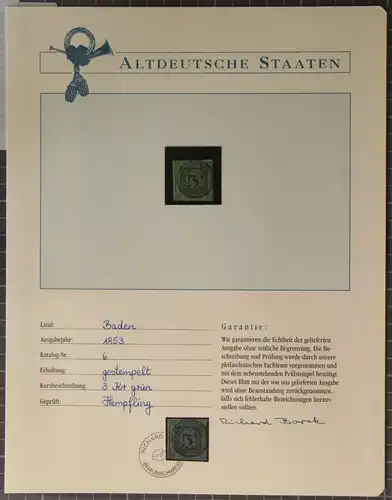 ALTDEUTSCHE STAATEN
3
Land: Baden
Ausgabejahr: 1853
Katalog-Nr: 6
Erhaltung: gestempelt
Kurzbeschreibung: 3 Kr grün
Geprüft: Hempfling
Garantie:
Wir garantieren die Echtheit der gelieferten
Ausgabe ohne zeitliche Begrenzung. Die Be-
schreibung und Prüfung wurde durch unsere
philatelistischen Fachleute vorgenommen und
mit dem nebenstehenden Prüfstempel bestätigt
Dieses Blatt mit der von uns gelieferten Ausgabe
wird ohne Beanstandung zurückgenommen,
falls sich fehlerhafte Bezeichnungen heraus-
stellen sollten.
Richard Borek
RICHARD
BRAUNSCHWEIG